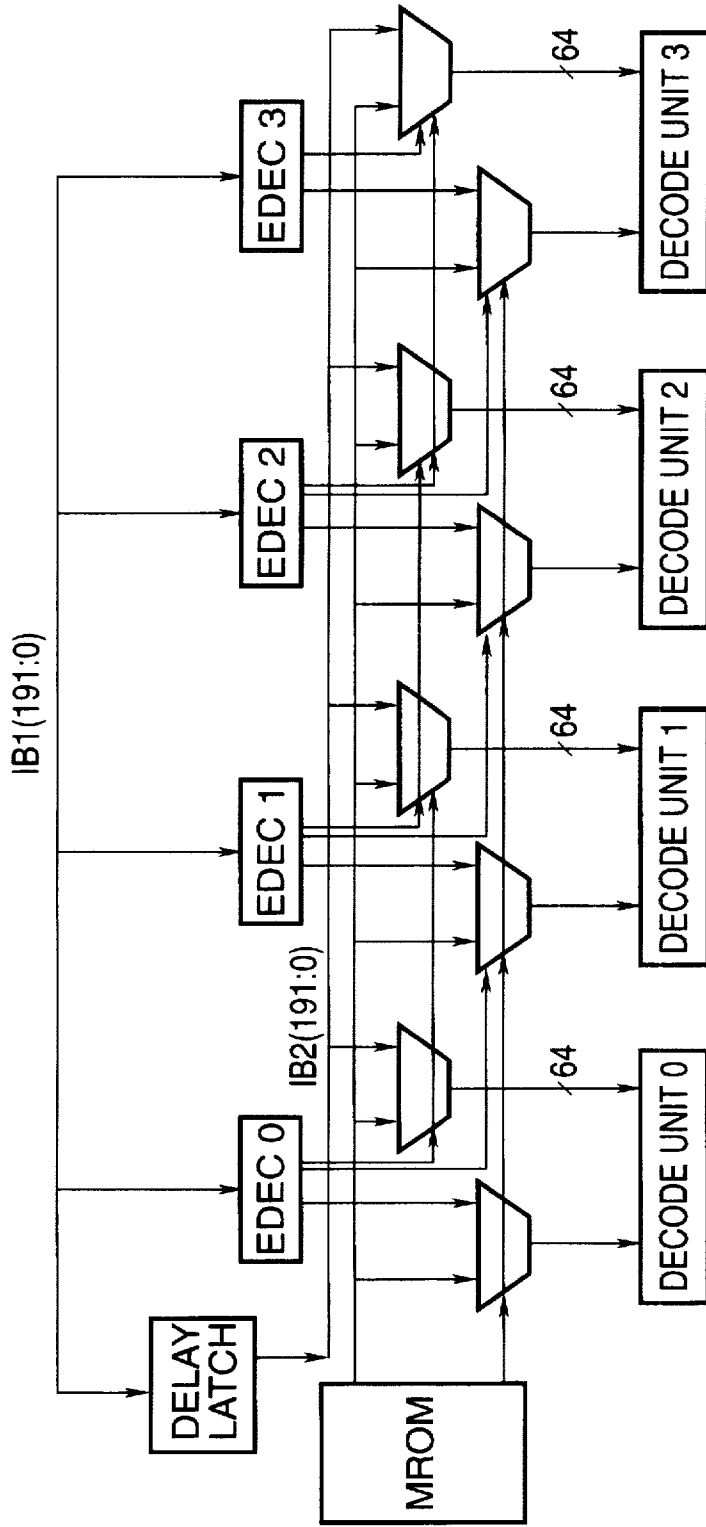 IB1(191:0)
DELAY
LATCH
EDEC 0
EDEC 1
EDEC 2
EDEC 3
IB2(191:0)
MROM
64
64
64
64
DECODE UNIT 0
DECODE UNIT 1
DECODE UNIT 2
DECODE UNIT 3